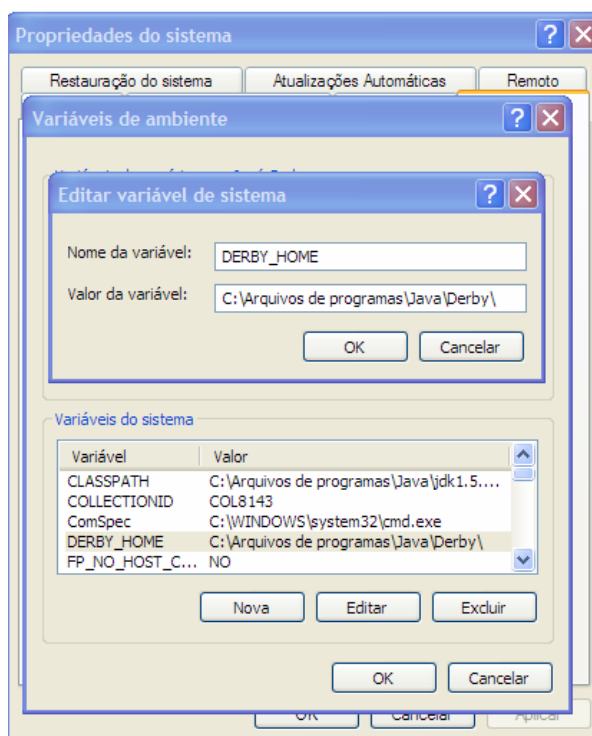 Propriedades do sistema
Restauração do sistema Atualizações Automáticas Remoto
Variáveis de ambiente
Editar variável de sistema
Nome da variável: DERBY_HOME
Valor da variável: C:\Arquivos de programas\Java\Derby\
OK Cancelar
Variáveis do sistema
Variável Valor
CLASSPATH C:\Arquivos de programas\Java\jdk1.5....
COLLECTIONID COL8143
ComSpec C:\WINDOWS\system32\cmd.exe
DERBY_HOME C:\Arquivos de programas\Java\Derby\
FP_NO_HOST_C... NO
Nova Editar Excluir
OK Cancelar
OK Cancelar Aplicar